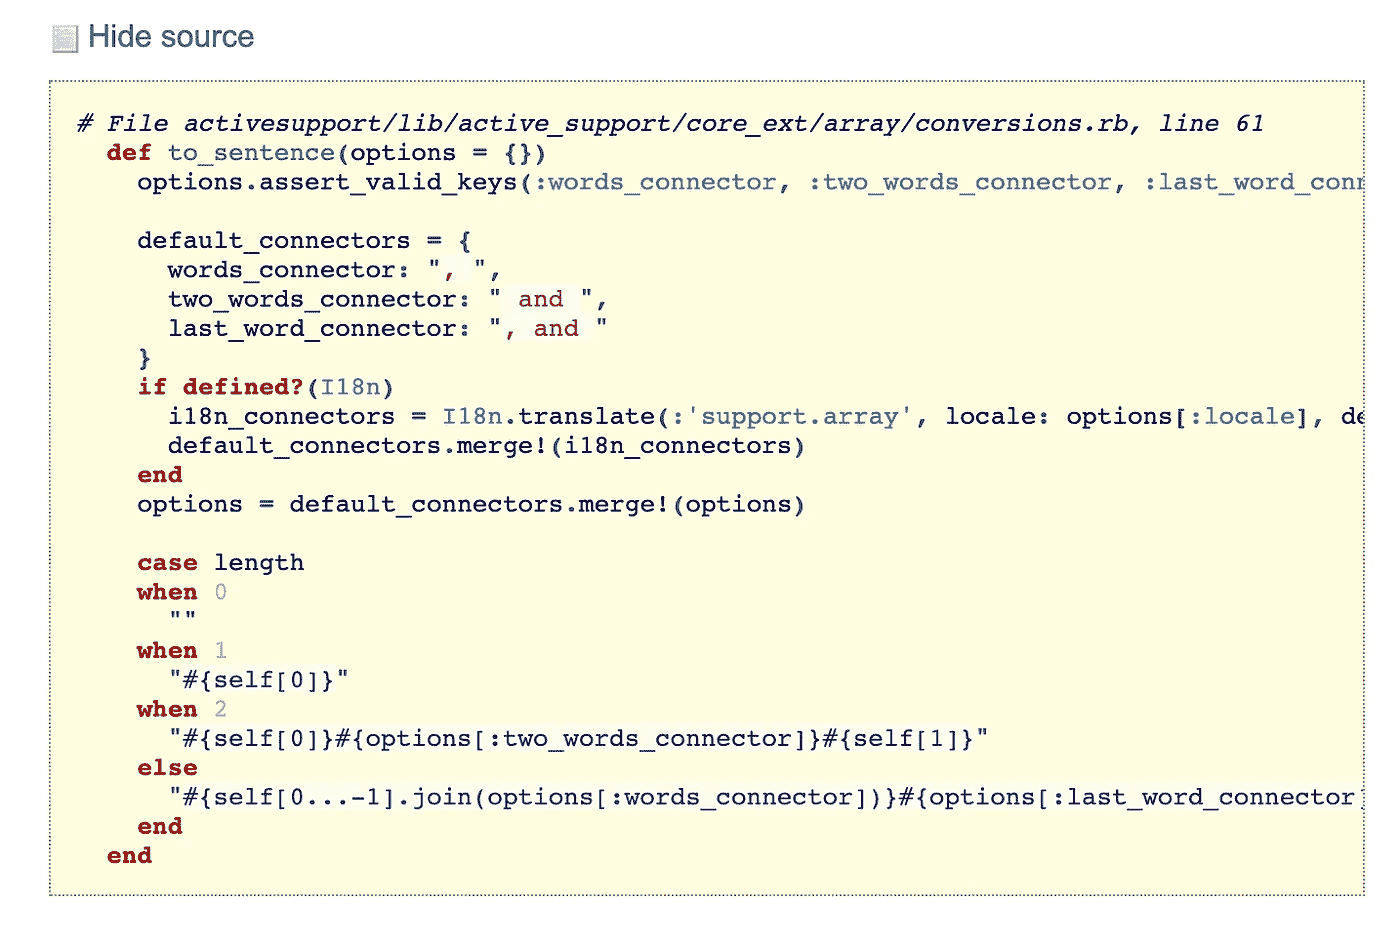 Hide source
# File activesupport/lib/active_support/core_ext/array/conversions.rb, line 61
def to_sentence(options = {})
options.assert_valid_keys(:words_connector, :two_words_connector, :last_word_conn
default_connectors = {
words_connector: ", ",
two_words_connector: " and ",
last_word_connector: ", and "
}
if defined?(I18n)
i18n_connectors = I18n.translate(:'support.array', locale: options[:locale], de
default_connectors.merge!(i18n_connectors)
end
options = default_connectors.merge!(options)
case length
when 0
""
when 1
"#{self[0]}"
when 2
"#{self[0]}#{options[:two_words_connector]}#{self[1]}"
else
"#{self[0...-1].join(options[:words_connector])}#{options[:last_word_connector]
end
end